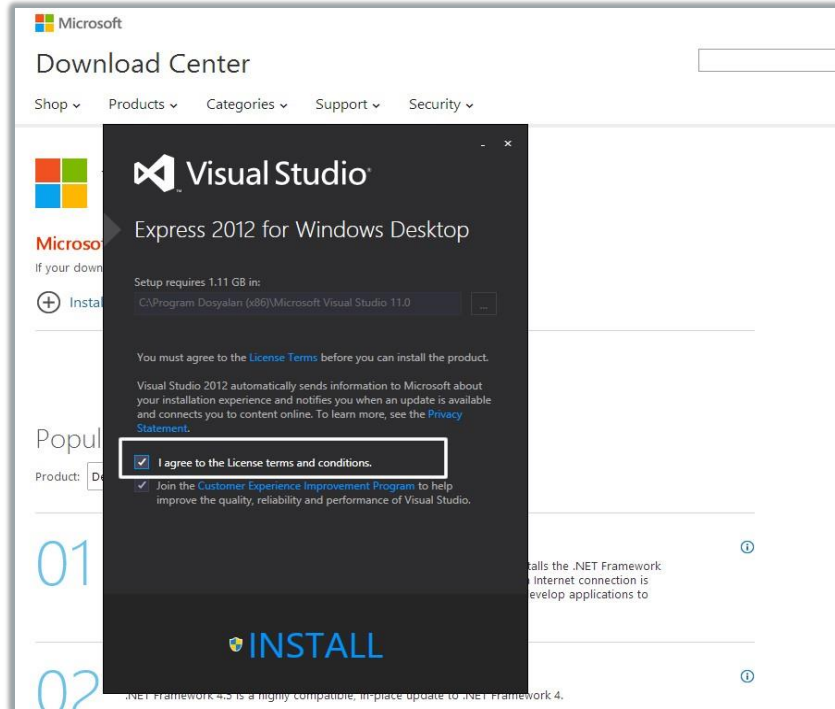 Microsoft
Download Center
Shop Products Categories Support Security
Visual Studio
Express 2012 for Windows Desktop
Microso
If your down
Setup requires 1.11 GB in:
Instal
C:\Program Dosyaları (x86)\Microsoft Visual Studio 11.0
...
You must agree to the License Terms before you can install the product.
Visual Studio 2012 automatically sends information to Microsoft about
your installation experience and notifies you when an update is available
and connects you to content online. To learn more, see the Privacy
Statement.
Popul
I agree to the License terms and conditions.
Product: De
Join the Customer Experience Improvement Program to help
improve the quality, reliability and performance of Visual Studio.
01
talls the .NET Framework
Internet connection is
evelop applications to
INSTALL
02
.NET Framework 4.5 is a highly compatible, in-place update to .NET Framework 4.